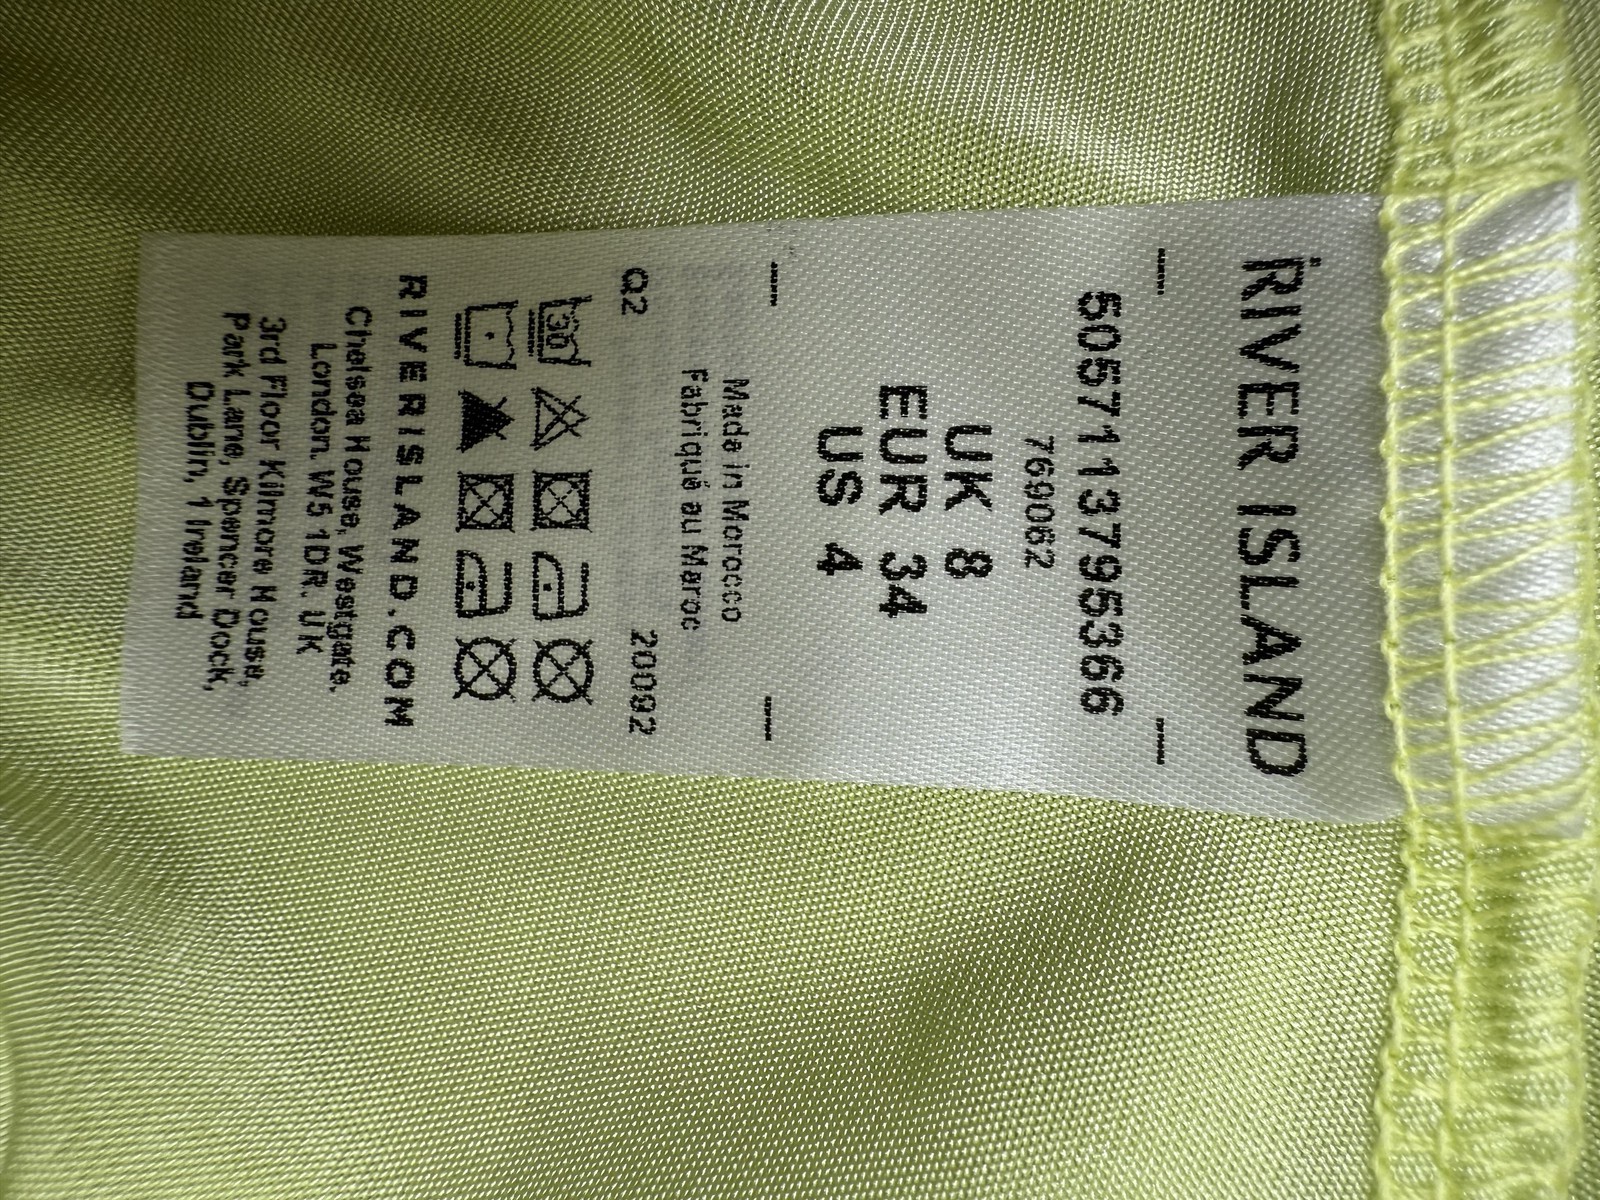 RIVER ISLAND
5057113795366
769062
UK 8
EUR 34
US 4
Made in Morocco
Fabriqué au Maroc
Q2 20092
30
RIVERISLAND.COM
Chelsea House, Westgate,
London. W5 1DR. UK
3rd Floor Kilmore House,
Park Lane, Spencer Dock,
Dublin, 1 Ireland